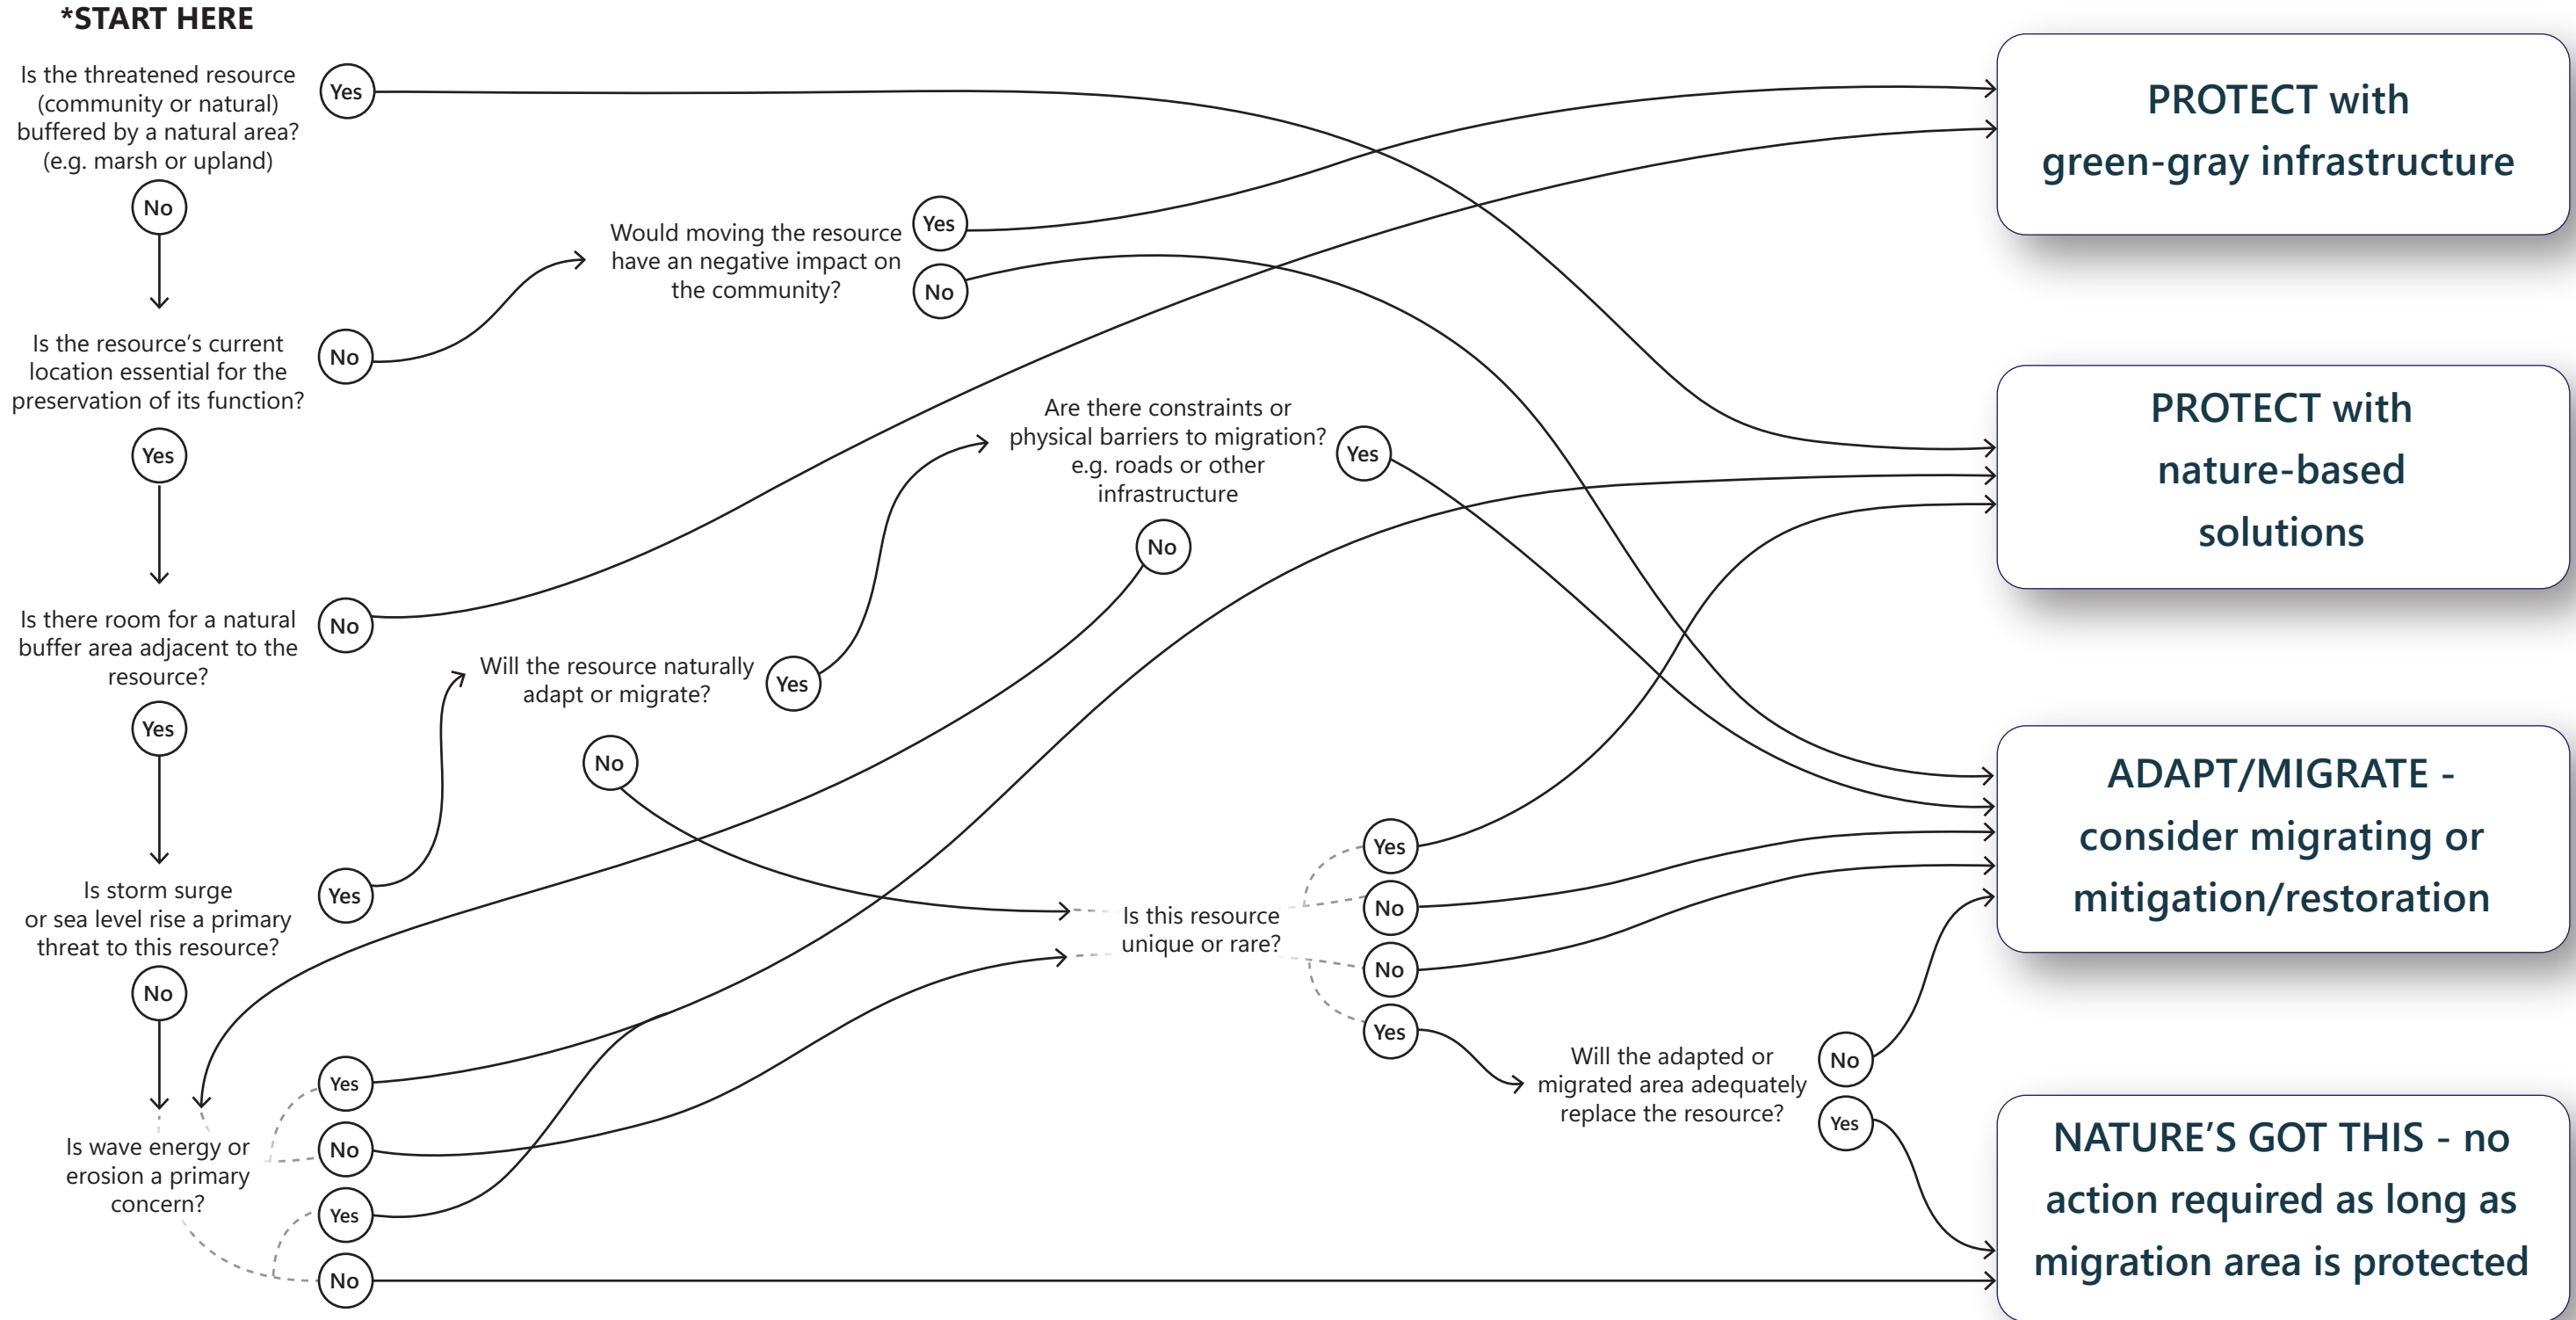 *START HERE
Is the threatened resource
(community or natural)
buffered by a natural area?
(e.g. marsh or upland)
Yes
No
Is the resource’s current
location essential for the
preservation of its function?
No
Yes
Would moving the resource
have an negative impact on
the community?
Yes
No
Is there room for a natural
buffer area adjacent to the
resource?
No
Yes
Is storm surge
or sea level rise a primary
threat to this resource?
Yes
No
Will the resource naturally
adapt or migrate?
Yes
No
Are there constraints or
physical barriers to migration?
e.g. roads or other
infrastructure
Yes
No
Is wave energy or
erosion a primary
concern?
Yes
No
Yes
No
Is this resource
unique or rare?
Yes
No
No
Yes
Will the adapted or
migrated area adequately
replace the resource?
No
Yes
PROTECT with
green-gray infrastructure
PROTECT with
nature-based
solutions
ADAPT/MIGRATE -
consider migrating or
mitigation/restoration
NATURE’S GOT THIS - no
action required as long as
migration area is protected